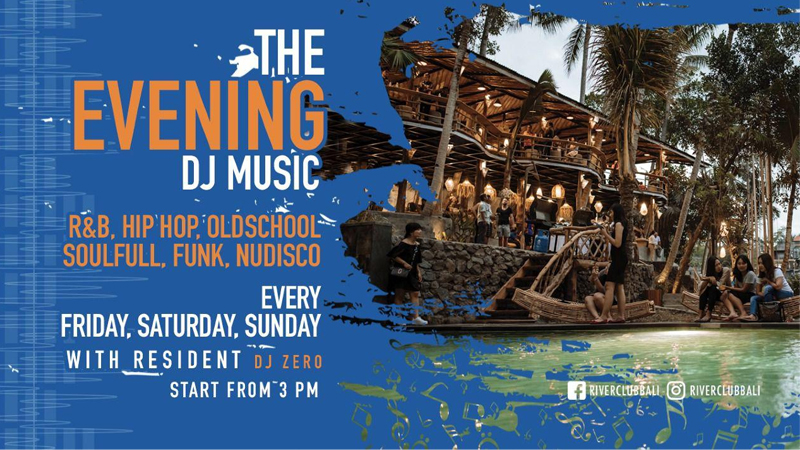 THE
EVENING
DJ MUSIC
R&B, HIP HOP, OLDSCHOOL
SOULFULL, FUNK, NUDISCO
EVERY
FRIDAY, SATURDAY, SUNDAY
WITH RESIDENT DJ ZERO
START FROM 3 PM
RIVERCLUBBALI RIVERCLUBBALI